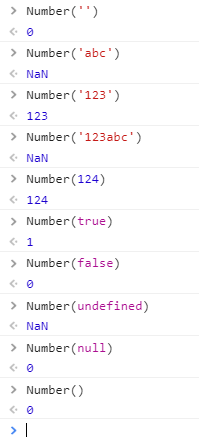 > Number('')
< 0
> Number('abc')
< NaN
> Number('123')
< 123
> Number('123abc')
< NaN
> Number(124)
< 124
> Number(true)
< 1
> Number(false)
< 0
> Number(undefined)
< NaN
> Number(null)
< 0
> Number()
< 0
>